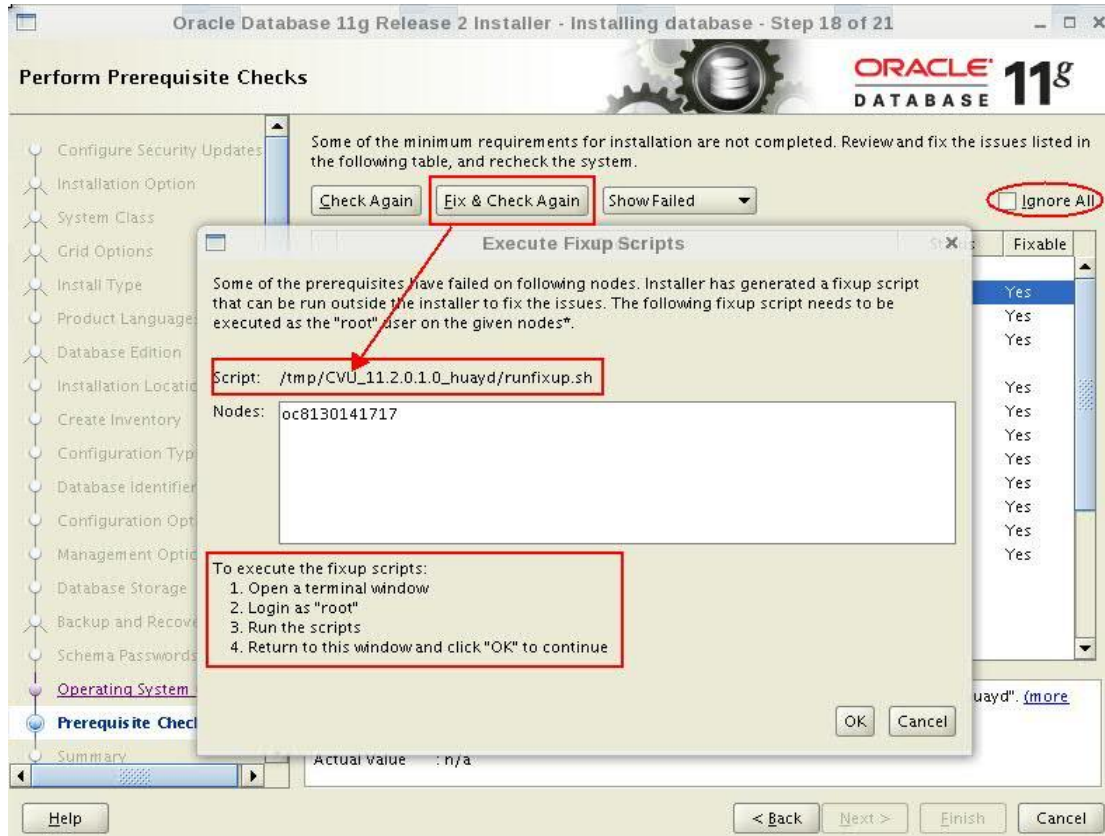 Oracle Database 11g Release 2 Installer - Installing database - Step 18 of 21
Perform Prerequisite Checks
ORACLE
DATABASE
11g
Configure Security Updates
Installation Option
System Class
Grid Options
Install Type
Product Language
Database Edition
Installation Locatio
Create Inventory
Configuration Typ
Database Identifier
Configuration Opt
Management Optio
Database Storage
Backup and Recove
Schema Passwords
Operating System
Prerequisite Chec
Summary
Some of the minimum requirements for installation are not completed. Review and fix the issues listed in
the following table, and recheck the system.
Check Again
Fix & Check Again
Show Failed
Ignore All
Fixable
Yes
Yes
Yes
Yes
Yes
Yes
Yes
Yes
Yes
Yes
Yes
Execute Fixup Scripts
Some of the prerequisites have failed on following nodes. Installer has generated a fixup script
that can be run outside the installer to fix the issues. The following fixup script needs to be
executed as the "root" user on the given nodes*.
Script: /tmp/CVU_11.2.0.1.0_huayd/runfixup.sh
Nodes:
oc8130141717
To execute the fixup scripts:
1. Open a terminal window
2. Login as "root"
3. Run the scripts
4. Return to this window and click "OK" to continue
OK
Cancel
uayd". (more
Actual Value : n/a
Help
< Back
Next >
Finish
Cancel